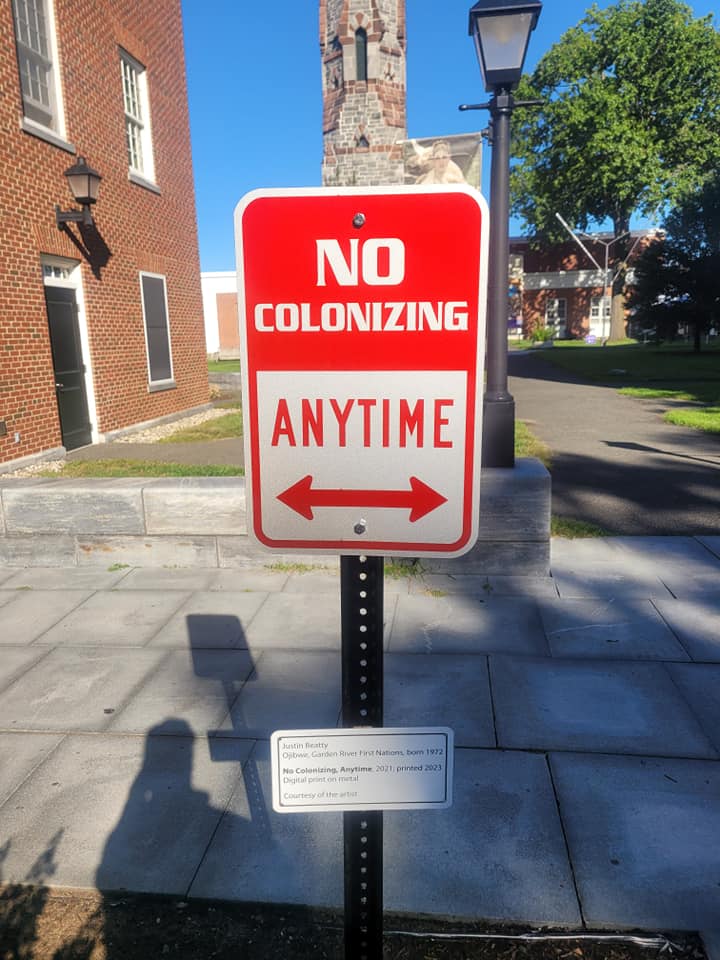 NO
COLONIZING
ANYTIME
Justin Beatty
Ojibwe, Garden River First Nations, born 1972
No Colonizing, Anytime, 2021; printed 2023
Digital print on metal
Courtesy of the artist